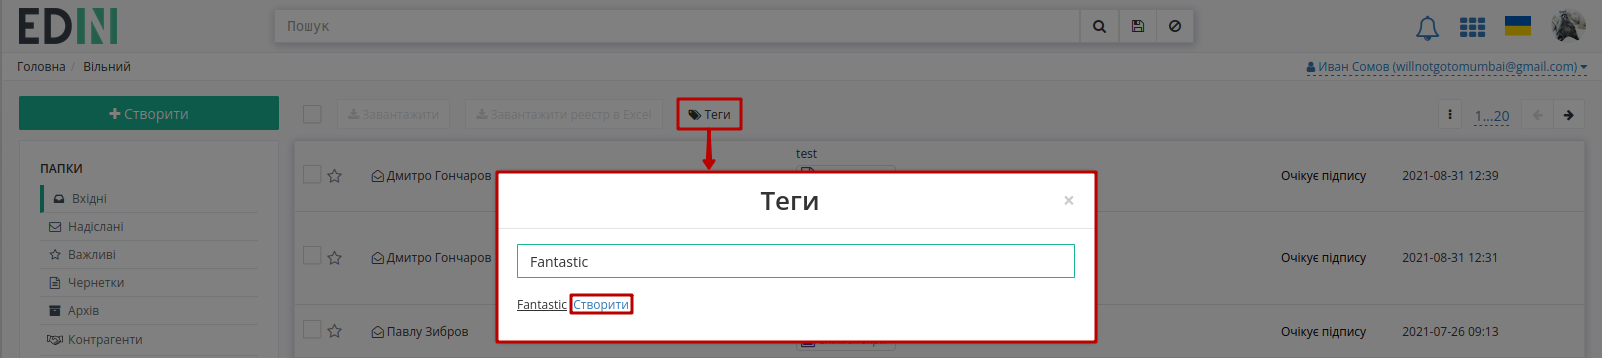 EDIN
Пошук
Головна / Вільний
Иван Сомов (willnotgotomumbai@gmail.com)
Створити
Завантажити
Завантажити реєстр в Excel
Теги
1...20
ПАПКИ
Вхідні
Надіслані
Важливі
Чернетки
Архів
Контрагенти
test
Дмитро Гончаров
Очікує підпису
2021-08-31 12:39
Дмитро Гончаров
Очікує підпису
2021-08-31 12:31
Павлу Зибров
Очікує підпису
2021-07-26 09:13
Теги
×
Fantastic
Fantastic Створити